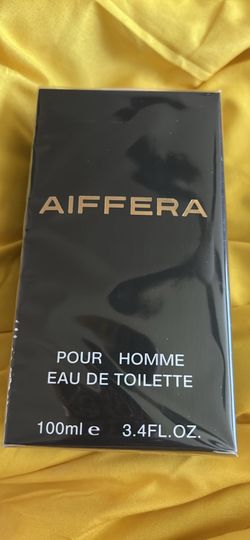 AIFFERA
POUR HOMME
EAU DE TOILETTE
100ml e 3.4FL.OZ.